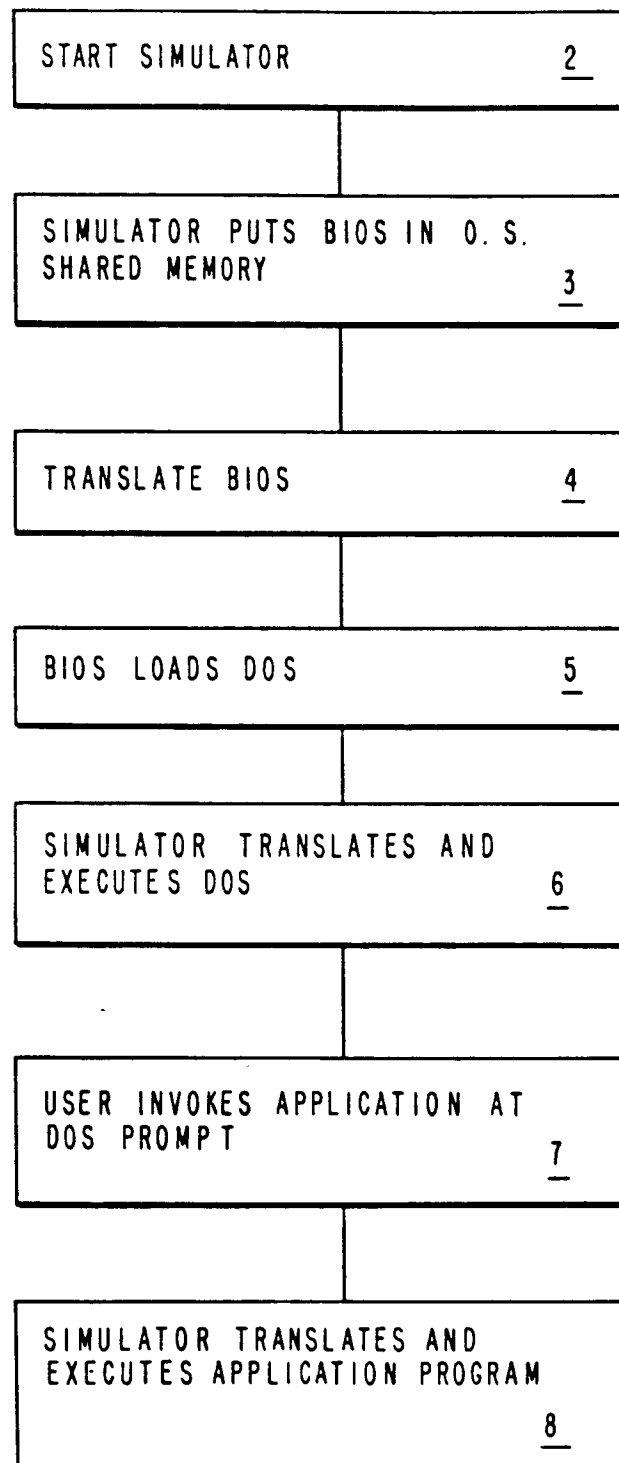 START SIMULATOR 2
SIMULATOR PUTS BIOS IN O.S.
SHARED MEMORY
3
TRANSLATE BIOS 4
BIOS LOADS DOS 5
SIMULATOR TRANSLATES AND
EXECUTES DOS 6
USER INVOKES APPLICATION AT
DOS PROMPT
7
SIMULATOR TRANSLATES AND
EXECUTES APPLICATION PROGRAM
8